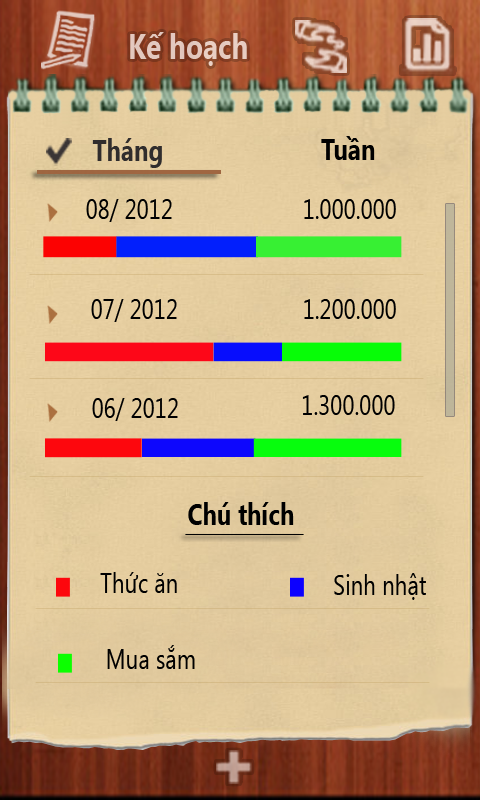 Kế hoạch
Tháng Tuần
08/ 2012 1.000.000
07/ 2012 1.200.000
06/ 2012 1.300.000
Chú thích
Thức ăn Sinh nhật
Mua sắm